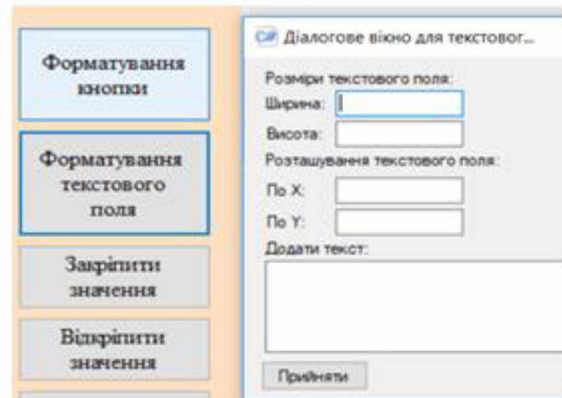 Форматування
кнопки
Форматування
текстового
поля
Закріпити
значення
Відкріпити
значення
C# Діалогове вікно для текстовог...
Розміри текстового поля:
Ширина:
Висота:
Розташування текстового поля:
По X:
По Y:
Додати текст:
Прийняти